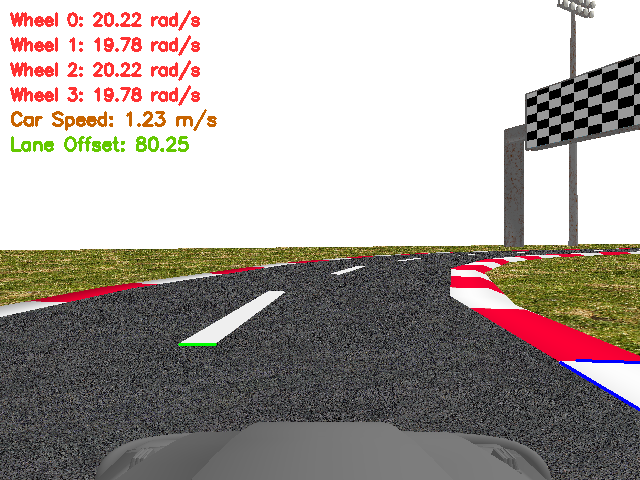 Wheel 0: 20.22 rad/s
Wheel 1: 19.78 rad/s
Wheel 2: 20.22 rad/s
Wheel 3: 19.78 rad/s
Car Speed: 1.23 m/s
Lane Offset: 80.25